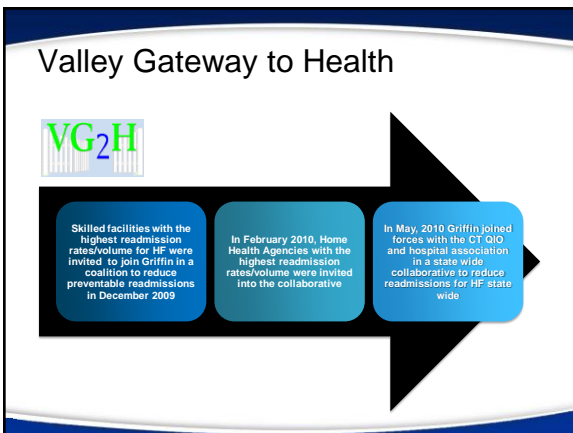 Valley Gateway to Health
VG2H
Skilled facilities with the
highest readmission
rates/volume for HF were
invited to join Griffin in a
coalition to reduce
preventable readmissions
in December 2009
In February 2010, Home
Health Agencies with the
highest readmission
rates/volume were invited
into the collaborative
In May, 2010 Griffin joined
forces with the CT QIO
and hospital association
in a state wide
collaborative to reduce
readmissions for HF state
wide